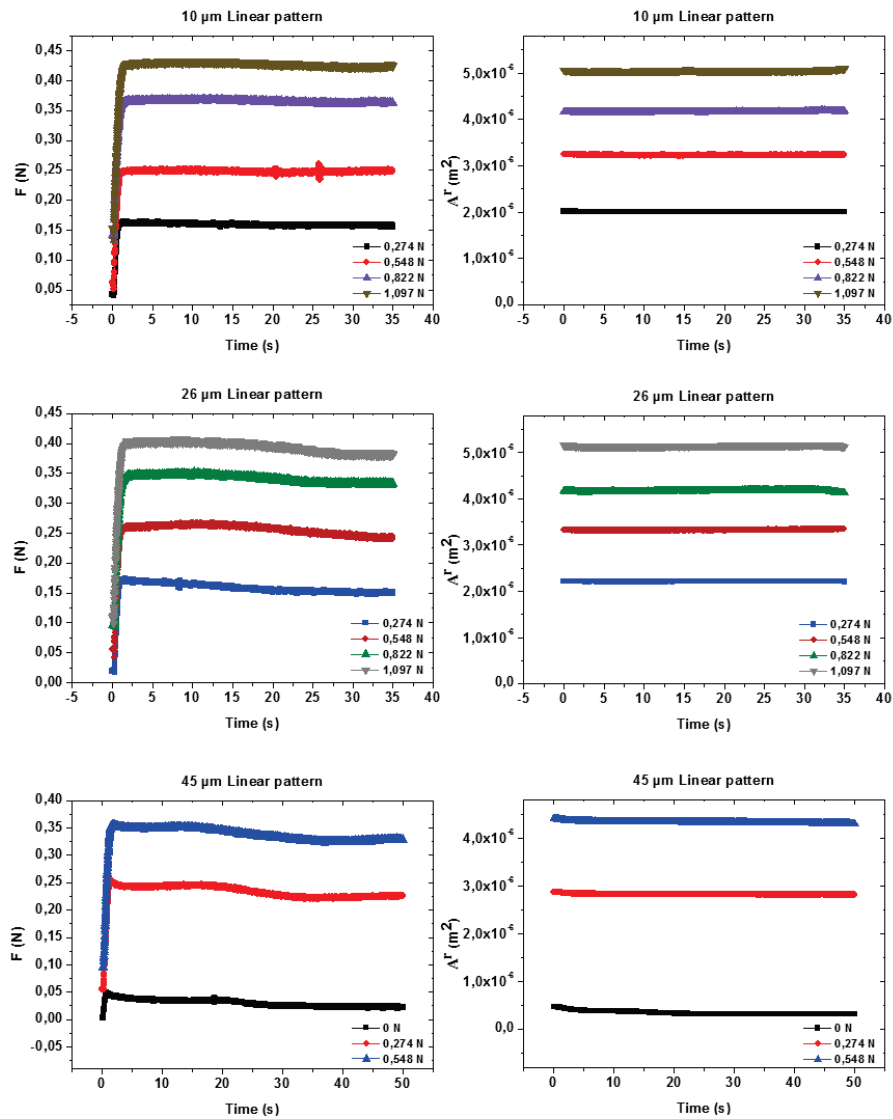 10 µm Linear pattern
0,45
0,40
0,35
0,30
0,25
0,20
0,15
0,10
0,05
F (N)
-5 0 5 10 15 20 25 30 35 40
Time (s)
0,274 N
0,548 N
0,822 N
1,097 N
10 µm Linear pattern
5,0x10⁻⁶
4,0x10⁻⁶
3,0x10⁻⁶
2,0x10⁻⁶
1,0x10⁻⁶
0,0
Aʳ (m²)
-5 0 5 10 15 20 25 30 35 40
Time (s)
0,274 N
0,548 N
0,822 N
1,097 N
26 µm Linear pattern
0,45
0,40
0,35
0,30
0,25
0,20
0,15
0,10
0,05
0,00
F (N)
-5 0 5 10 15 20 25 30 35 40
Time (s)
0,274 N
0,548 N
0,822 N
1,097 N
26 µm Linear pattern
5,0x10⁻⁶
4,0x10⁻⁶
3,0x10⁻⁶
2,0x10⁻⁶
1,0x10⁻⁶
0,0
Aʳ (m²)
-5 0 5 10 15 20 25 30 35 40
Time (s)
0,274 N
0,548 N
0,822 N
1,097 N
45 µm Linear pattern
0,40
0,35
0,30
0,25
0,20
0,15
0,10
0,05
0,00
-0,05
F (N)
0 10 20 30 40 50
Time (s)
0 N
0,274 N
0,548 N
45 µm Linear pattern
4,0x10⁻⁶
3,0x10⁻⁶
2,0x10⁻⁶
1,0x10⁻⁶
0,0
Aʳ (m²)
0 10 20 30 40 50
Time (s)
0 N
0,274 N
0,548 N